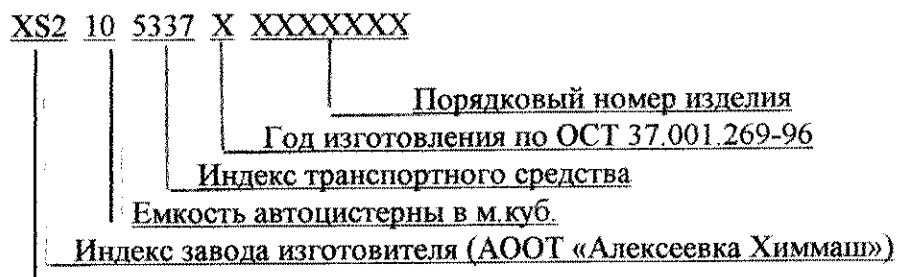 XS2 10 5337 X XXXXXXX
Порядковый номер изделия
Год изготовления по ОСТ 37.001.269-96
Индекс транспортного средства
Емкость автоцистерны в м.куб.
Индекс завода изготовителя (АООТ «Алексеевка Химмаш»)